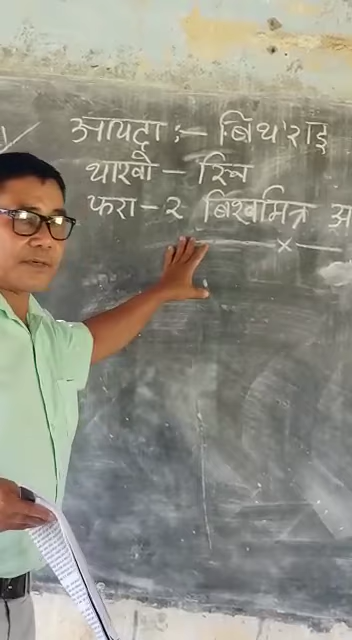 आयदा :- बिथ'राइ
थाखो - स्नि
फरा - २ बिस्वमित्र